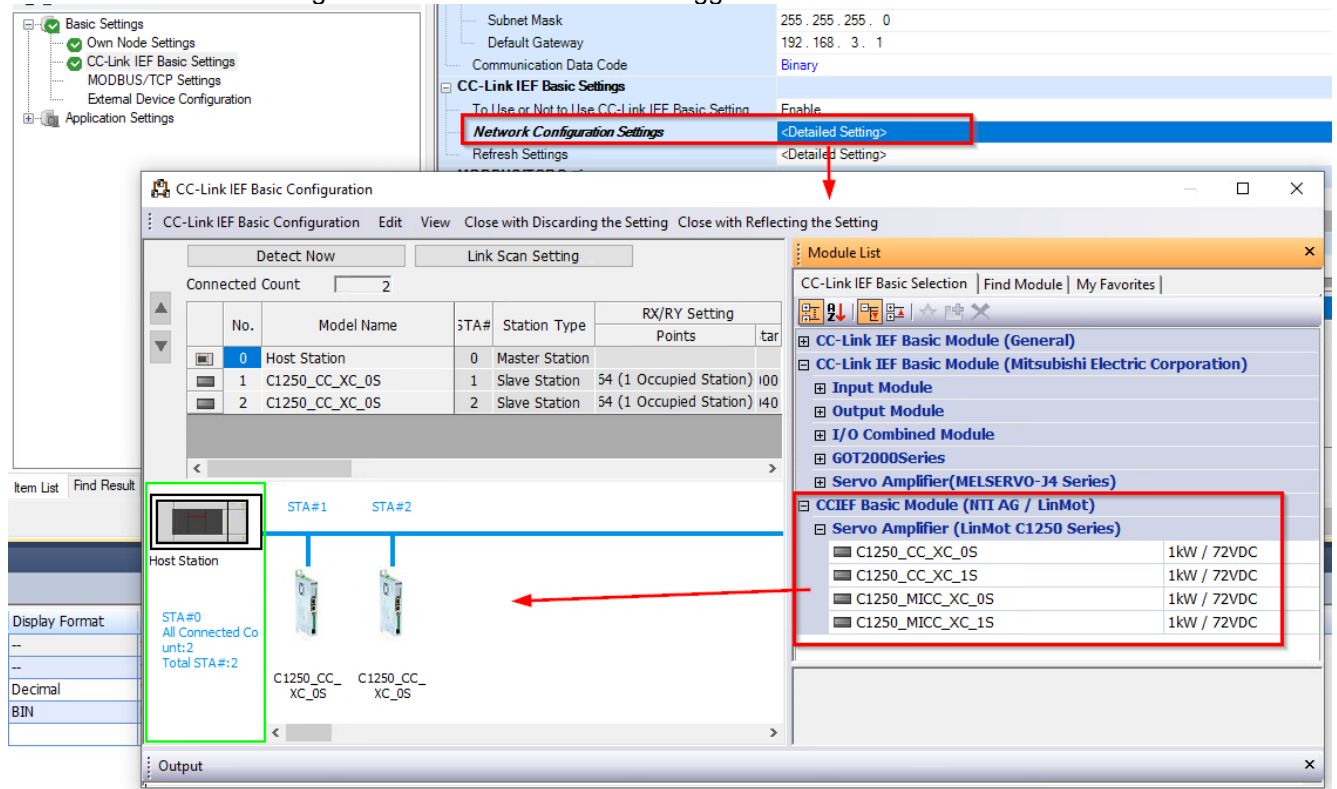 Basic Settings
Own Node Settings
CC-Link IEF Basic Settings
MODBUS/TCP Settings
External Device Configuration
Application Settings
Subnet Mask 255 . 255 . 255 . 0
Default Gateway 192 . 168 . 3 . 1
Communication Data Code Binary
CC-Link IEF Basic Settings
To Use or Not to Use CC-Link IEF Basic Setting Enable
Network Configuration Settings <Detailed Setting>
Refresh Settings <Detailed Setting>
CC-Link IEF Basic Configuration
CC-Link IEF Basic Configuration Edit View Close with Discarding the Setting Close with Reflecting the Setting
Detect Now Link Scan Setting
Connected Count 2
No. Model Name STA# Station Type RX/RY Setting
Points tar
0 Host Station 0 Master Station
1 C1250_CC_XC_0S 1 Slave Station 54 (1 Occupied Station) 00
2 C1250_CC_XC_0S 2 Slave Station 54 (1 Occupied Station) 40
Module List
CC-Link IEF Basic Selection Find Module My Favorites
CC-Link IEF Basic Module (General)
CC-Link IEF Basic Module (Mitsubishi Electric Corporation)
Input Module
Output Module
I/O Combined Module
GOT2000Series
Servo Amplifier(MELSERVO-J4 Series)
CCIEF Basic Module (NTI AG / LinMot)
Servo Amplifier (LinMot C1250 Series)
C1250_CC_XC_0S 1kW / 72VDC
C1250_CC_XC_1S 1kW / 72VDC
C1250_MICC_XC_0S 1kW / 72VDC
C1250_MICC_XC_1S 1kW / 72VDC
Item List Find Result
STA#1 STA#2
Host Station
STA#0
All Connected Co
unt:2
Total STA#:2
C1250_CC_ C1250_CC_
XC_0S XC_0S
Display Format
--
--
Decimal
BIN
Output